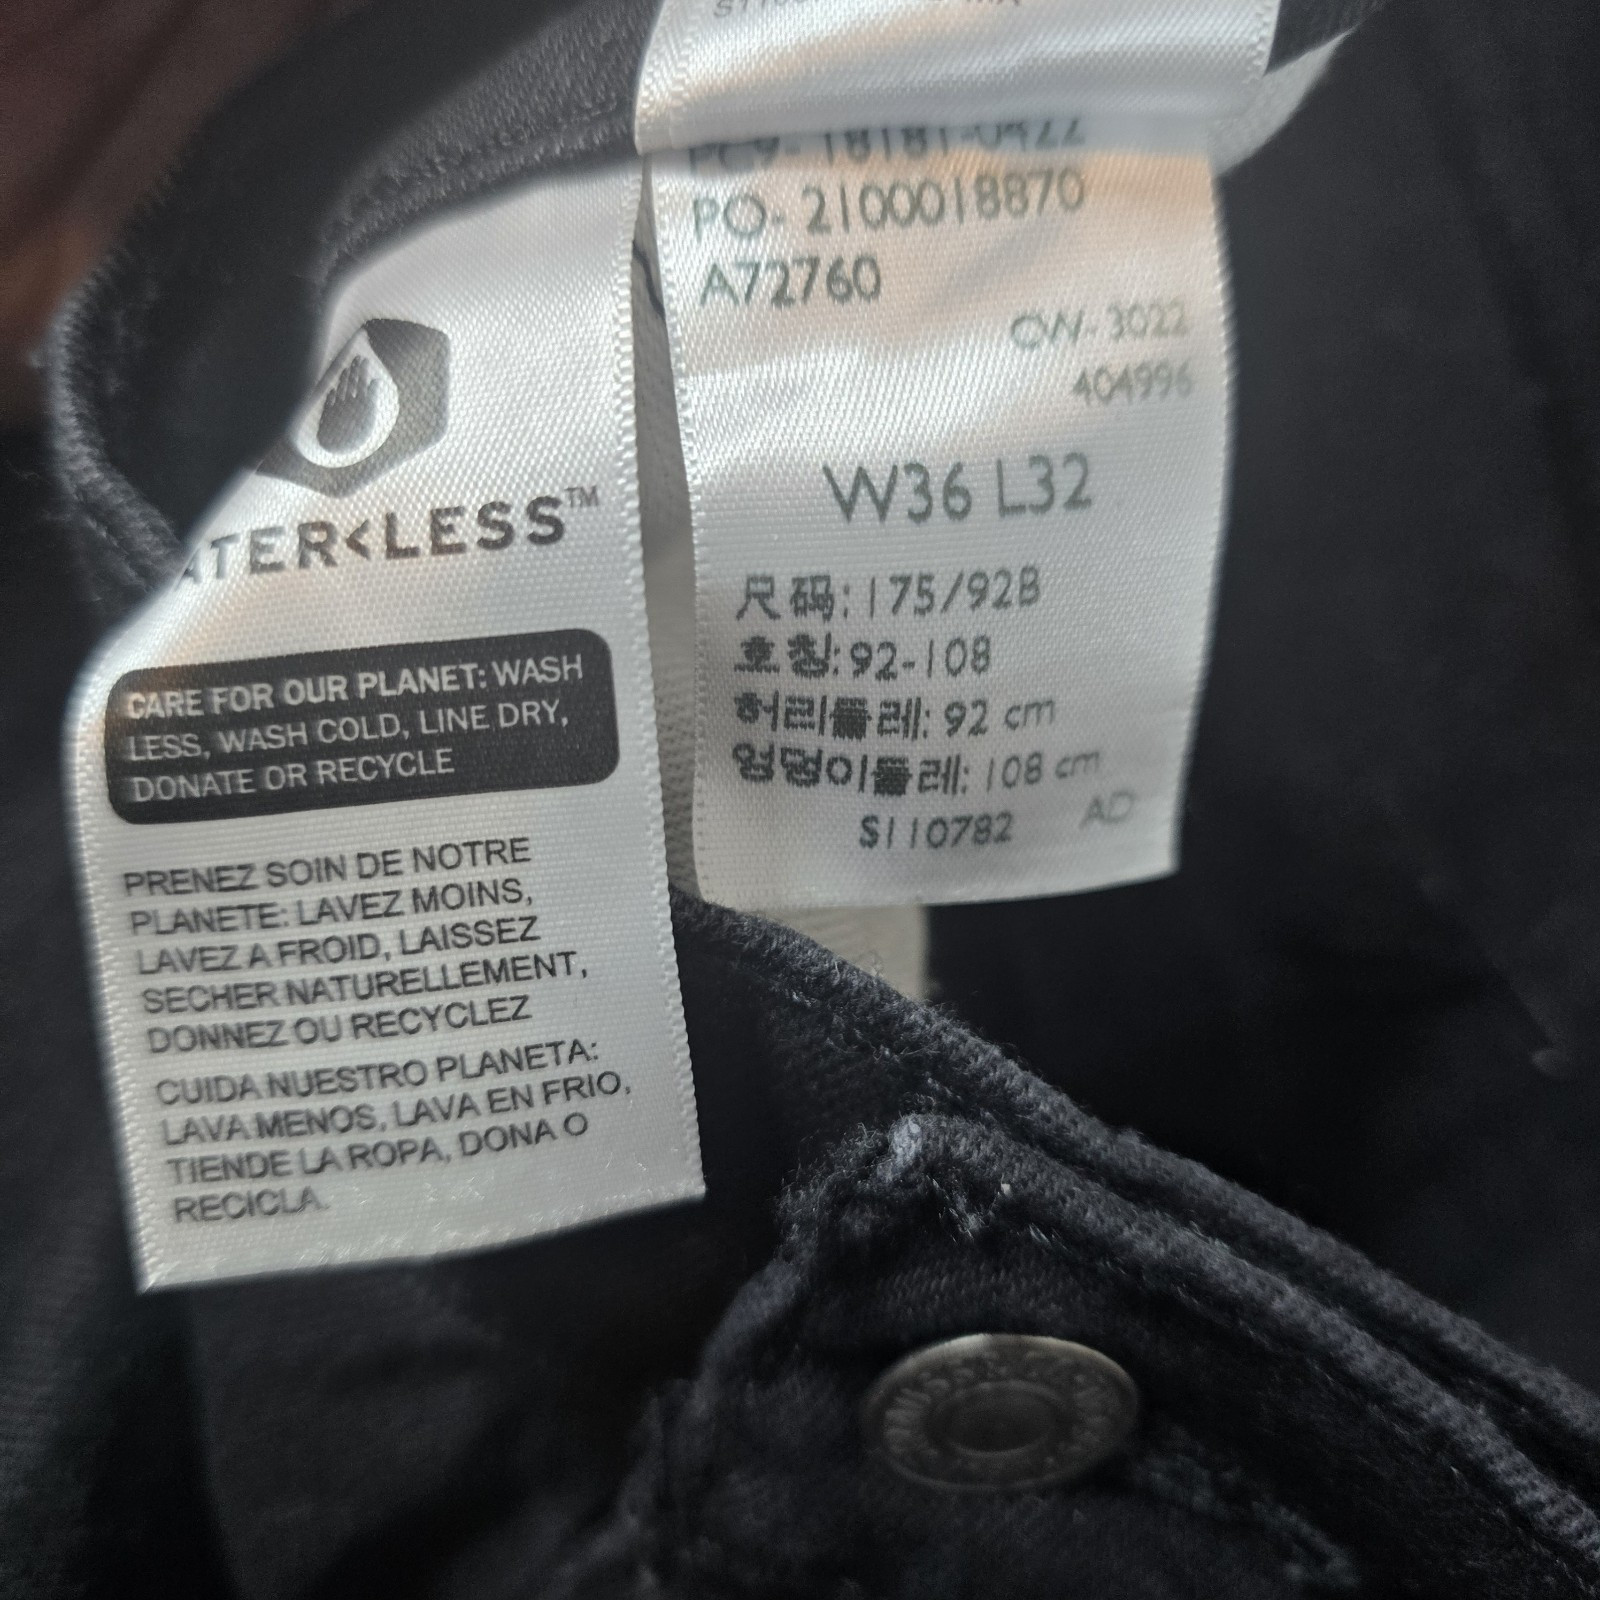 ATER<LESS™
CARE FOR OUR PLANET: WASH
LESS, WASH COLD, LINE DRY,
DONATE OR RECYCLE
PRENEZ SOIN DE NOTRE
PLANETE: LAVEZ MOINS,
LAVEZ A FROID, LAISSEZ
SECHER NATURELLEMENT,
DONNEZ OU RECYCLEZ
CUIDA NUESTRO PLANETA:
LAVA MENOS, LAVA EN FRIO,
TIENDE LA ROPA, DONA O
RECICLA.
PC9-18181-0422
PO-2100018870
A72760
CW-3022
404996
W36 L32
尺码: 175/92B
호칭: 92-108
허리둘레: 92 cm
엉덩이둘레: 108 cm
S110782 AD